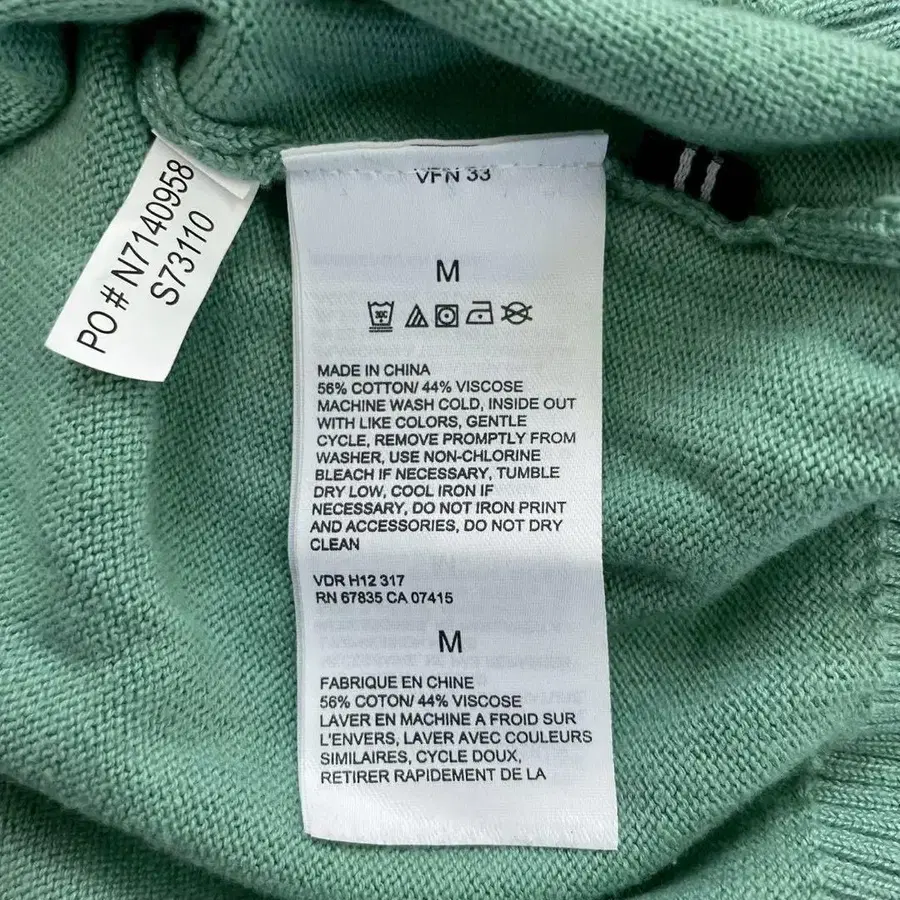 PO # N7140958
S73110
VFN 33
M
30C
MADE IN CHINA
56% COTTON/ 44% VISCOSE
MACHINE WASH COLD, INSIDE OUT
WITH LIKE COLORS, GENTLE
CYCLE, REMOVE PROMPTLY FROM
WASHER, USE NON-CHLORINE
BLEACH IF NECESSARY, TUMBLE
DRY LOW, COOL IRON IF
NECESSARY, DO NOT IRON PRINT
AND ACCESSORIES, DO NOT DRY
CLEAN
VDR H12 317
RN 67835 CA 07415
M
FABRIQUE EN CHINE
56% COTON/ 44% VISCOSE
LAVER EN MACHINE A FROID SUR
L'ENVERS, LAVER AVEC COULEURS
SIMILAIRES, CYCLE DOUX,
RETIRER RAPIDEMENT DE LA